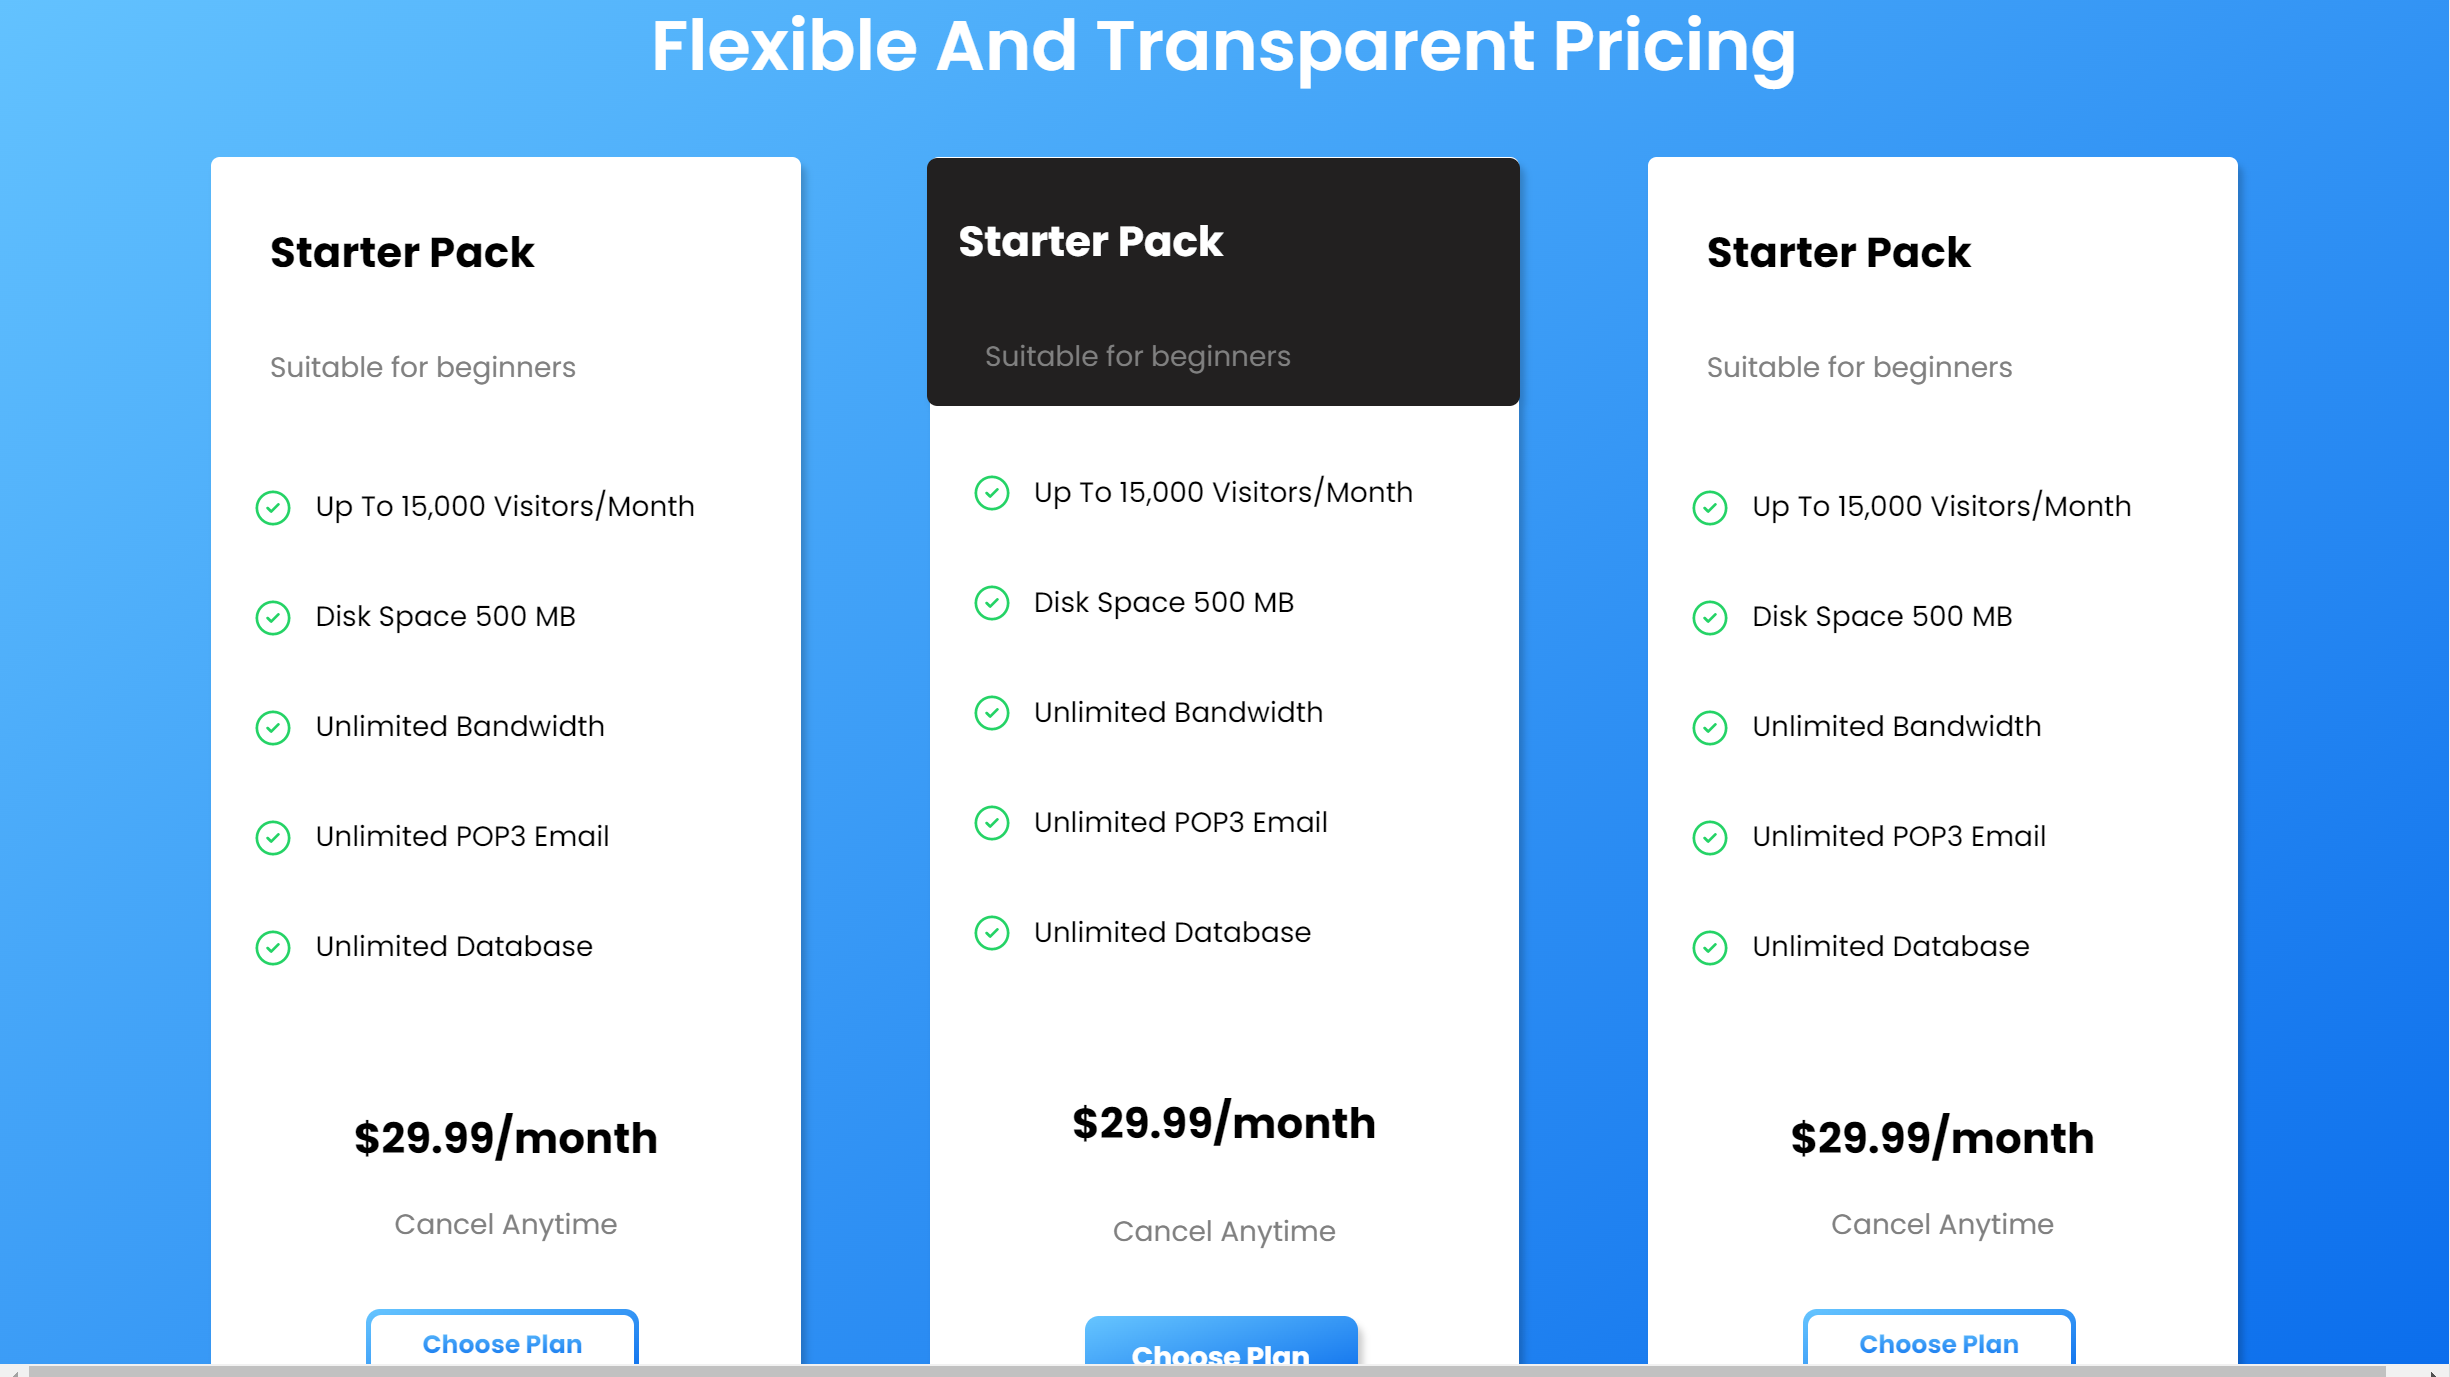 Flexible And Transparent Pricing
Starter Pack
Suitable for beginners
Up To 15,000 Visitors/Month
Disk Space 500 MB
Unlimited Bandwidth
Unlimited POP3 Email
Unlimited Database
$29.99/month
Cancel Anytime
Choose Plan
Starter Pack
Suitable for beginners
Up To 15,000 Visitors/Month
Disk Space 500 MB
Unlimited Bandwidth
Unlimited POP3 Email
Unlimited Database
$29.99/month
Cancel Anytime
Choose Plan
Starter Pack
Suitable for beginners
Up To 15,000 Visitors/Month
Disk Space 500 MB
Unlimited Bandwidth
Unlimited POP3 Email
Unlimited Database
$29.99/month
Cancel Anytime
Choose Plan